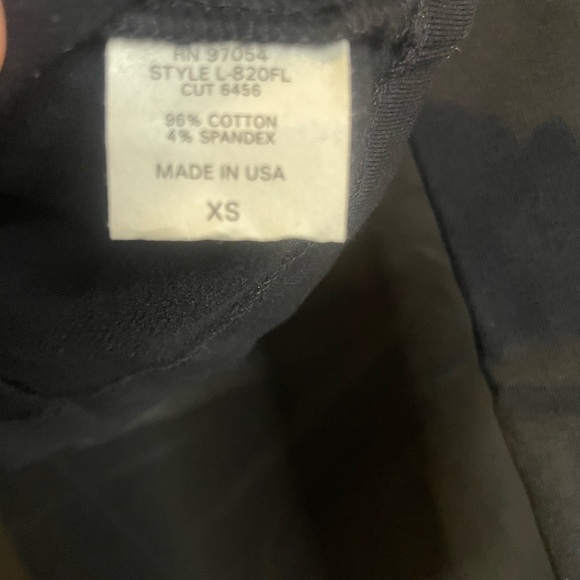 RN 97054
STYLE L-820FL
CUT 6456
96% COTTON
4% SPANDEX
MADE IN USA
XS